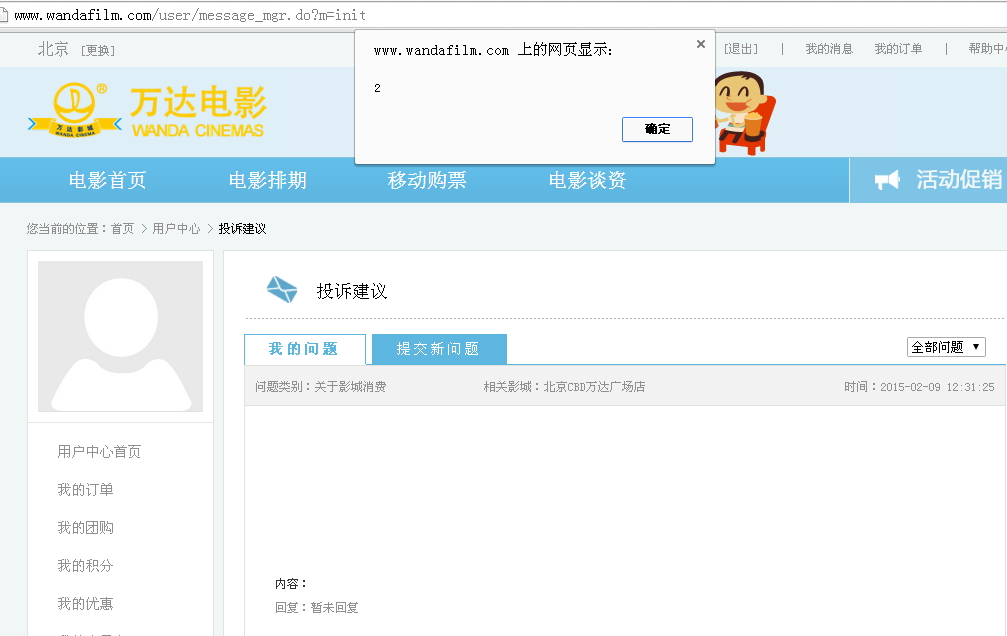 www.wandafilm.com/user/message_mgr.do?m=init
北京 [更换]
[退出] | 我的消息 我的订单 | 帮助中
www.wandafilm.com 上的网页显示:
2
确定
万达电影
WANDA CINEMAS
万达影城
WANDA CINEMA
电影首页 电影排期 移动购票 电影谈资 活动促销
您当前的位置：首页 > 用户中心 > 投诉建议
投诉建议
我的问题 提交新问题 全部问题
问题类别：关于影城消费 相关影城：北京CBD万达广场店 时间：2015-02-09 12:31:25
用户中心首页
我的订单
我的团购
我的积分
我的优惠
内容：
回复：暂未回复